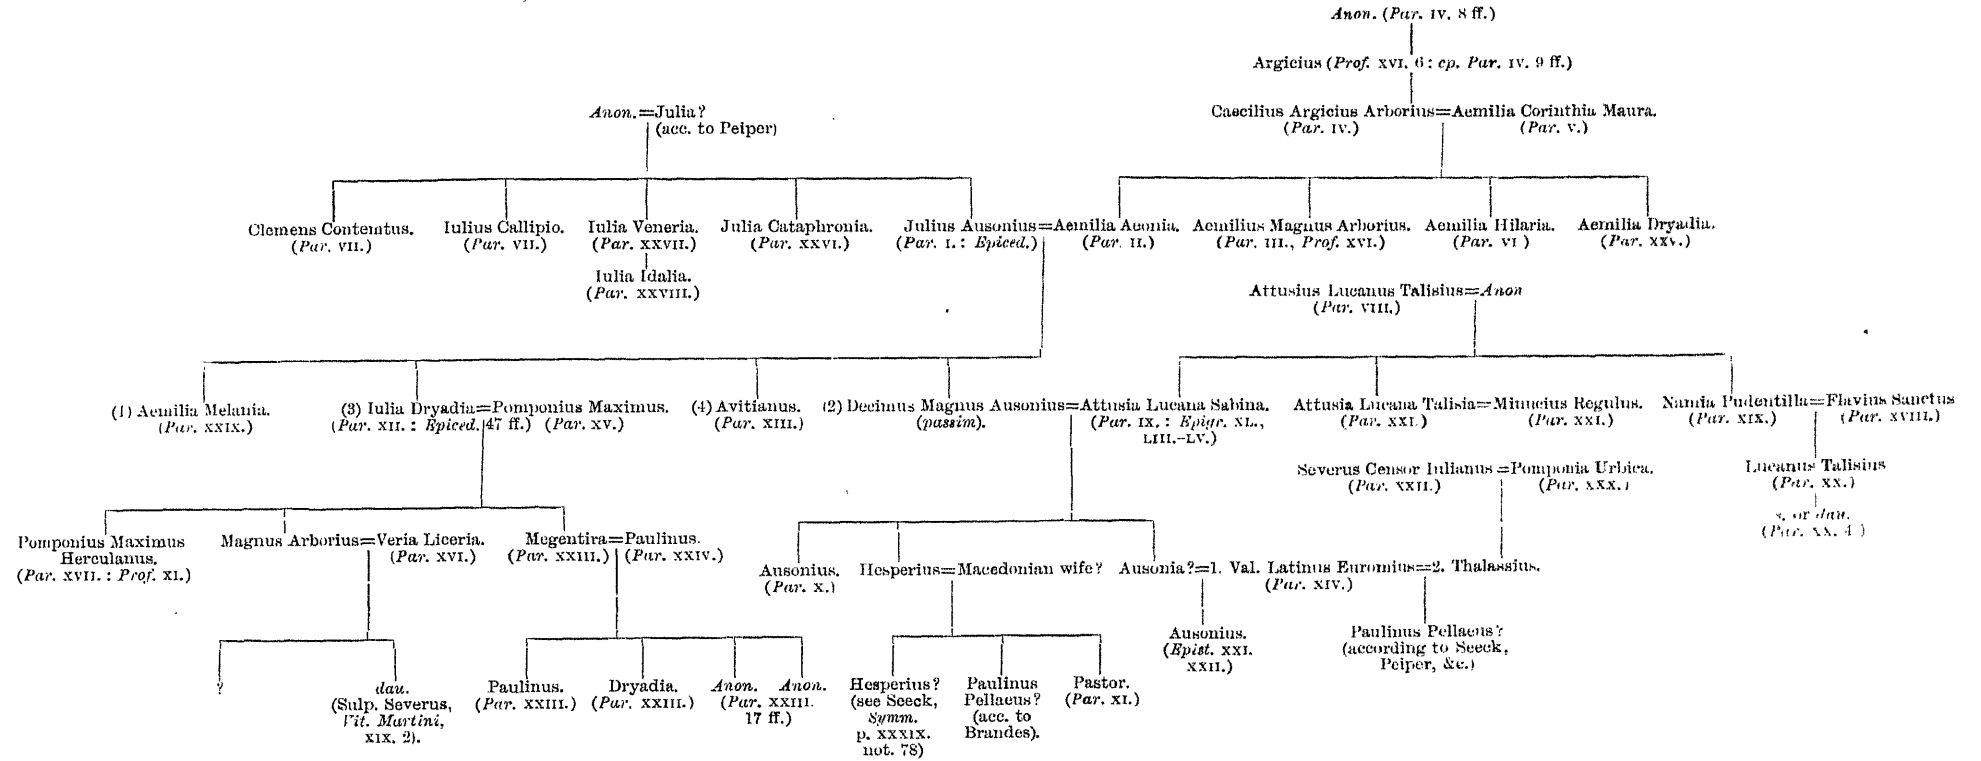 Anon. (Par. IV. 8 ff.)
Argicius (Prof. XVI. 6 : cp. Par. IV. 9 ff.)
Anon.=Julia?
(acc. to Peiper)
Caecilius Argicius Arborius=Aemilia Corinthia Maura.
(Par. IV.) (Par. V.)
Clemens Contemtus. Iulius Callipio. Iulia Veneria. Julia Cataphronia. Julius Ausonius=Aemilia Aeonia. Aemilius Magnus Arborius. Aemilia Hilaria. Aemilia Dryadia.
(Par. VII.) (Par. VII.) (Par. XXVII.) (Par. XXVI.) (Par. I. : Epiced.) (Par. II.) (Par. III., Prof. XVI.) (Par. VI ) (Par. XXV.)
Iulia Idalia.
(Par. XXVIII.)
Attusius Lucanus Talisius=Anon
(Par. VIII.)
(1) Aemilia Melania. (3) Iulia Dryadia=Pomponius Maximus. (4) Avitianus. (2) Decimus Magnus Ausonius=Attusia Lucana Sabina. Attusia Lucana Talisia=Minucius Regulus. Namia Pudentilla=Flavius Sanctus
(Par. XXIX.) (Par. XII. : Epiced. 47 ff.) (Par. XV.) (Par. XIII.) (passim). (Par. IX. : Epigr. XL., (Par. XXI.) (Par. XXI.) (Par. XIX.) (Par. XVIII.)
LIII.-LV.)
Severus Censor Iulianus=Pomponia Urbica. Lucanus Talisius
(Par. XXII.) (Par. XXX.) (Par. XX.)
s. or dau.
(Par. XX. 4 )
Pomponius Maximus Magnus Arborius=Veria Liceria. Megentira=Paulinus.
Herculanus. (Par. XVI.) (Par. XXIII.) (Par. XXIV.)
(Par. XVII. : Prof. XI.)
Ausonius. Hesperius=Macedonian wife? Ausonia?=1. Val. Latinus Euromius=2. Thalassius.
(Par. X.) (Par. XIV.)
Ausonius. Paulinus Pellaeus?
(Epist. XXI. (according to Seeck,
XXII.) Peiper, &c.)
? dau. Paulinus. Dryadia. Anon. Anon. Hesperius? Paulinus Pastor.
(Sulp. Severus, (Par. XXIII.) (Par. XXIII.) (Par. XXIII. (see Seeck, Pellaeus? (Par. XI.)
Vit. Martini, 17 ff.) Symm. (acc. to
XIX. 2). p. XXXIX. Brandes).
not. 78)